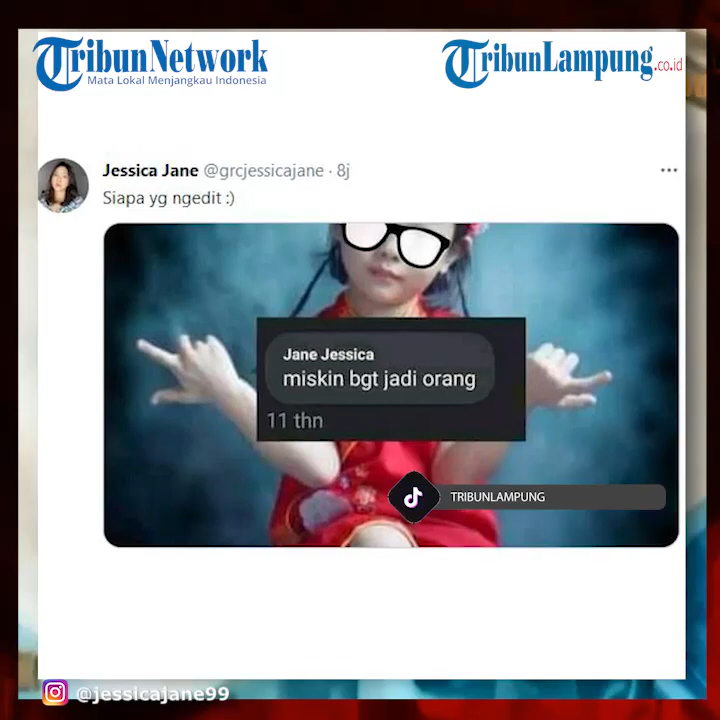 TribunNetwork
Mata Lokal Menjangkau Indonesia
TribunLampung.co.id
Jessica Jane @grcjessicajane · 8j
Siapa yg ngedit :)
Jane Jessica
miskin bgt jadi orang
11 thn
TRIBUNLAMPUNG
@jessicajane99